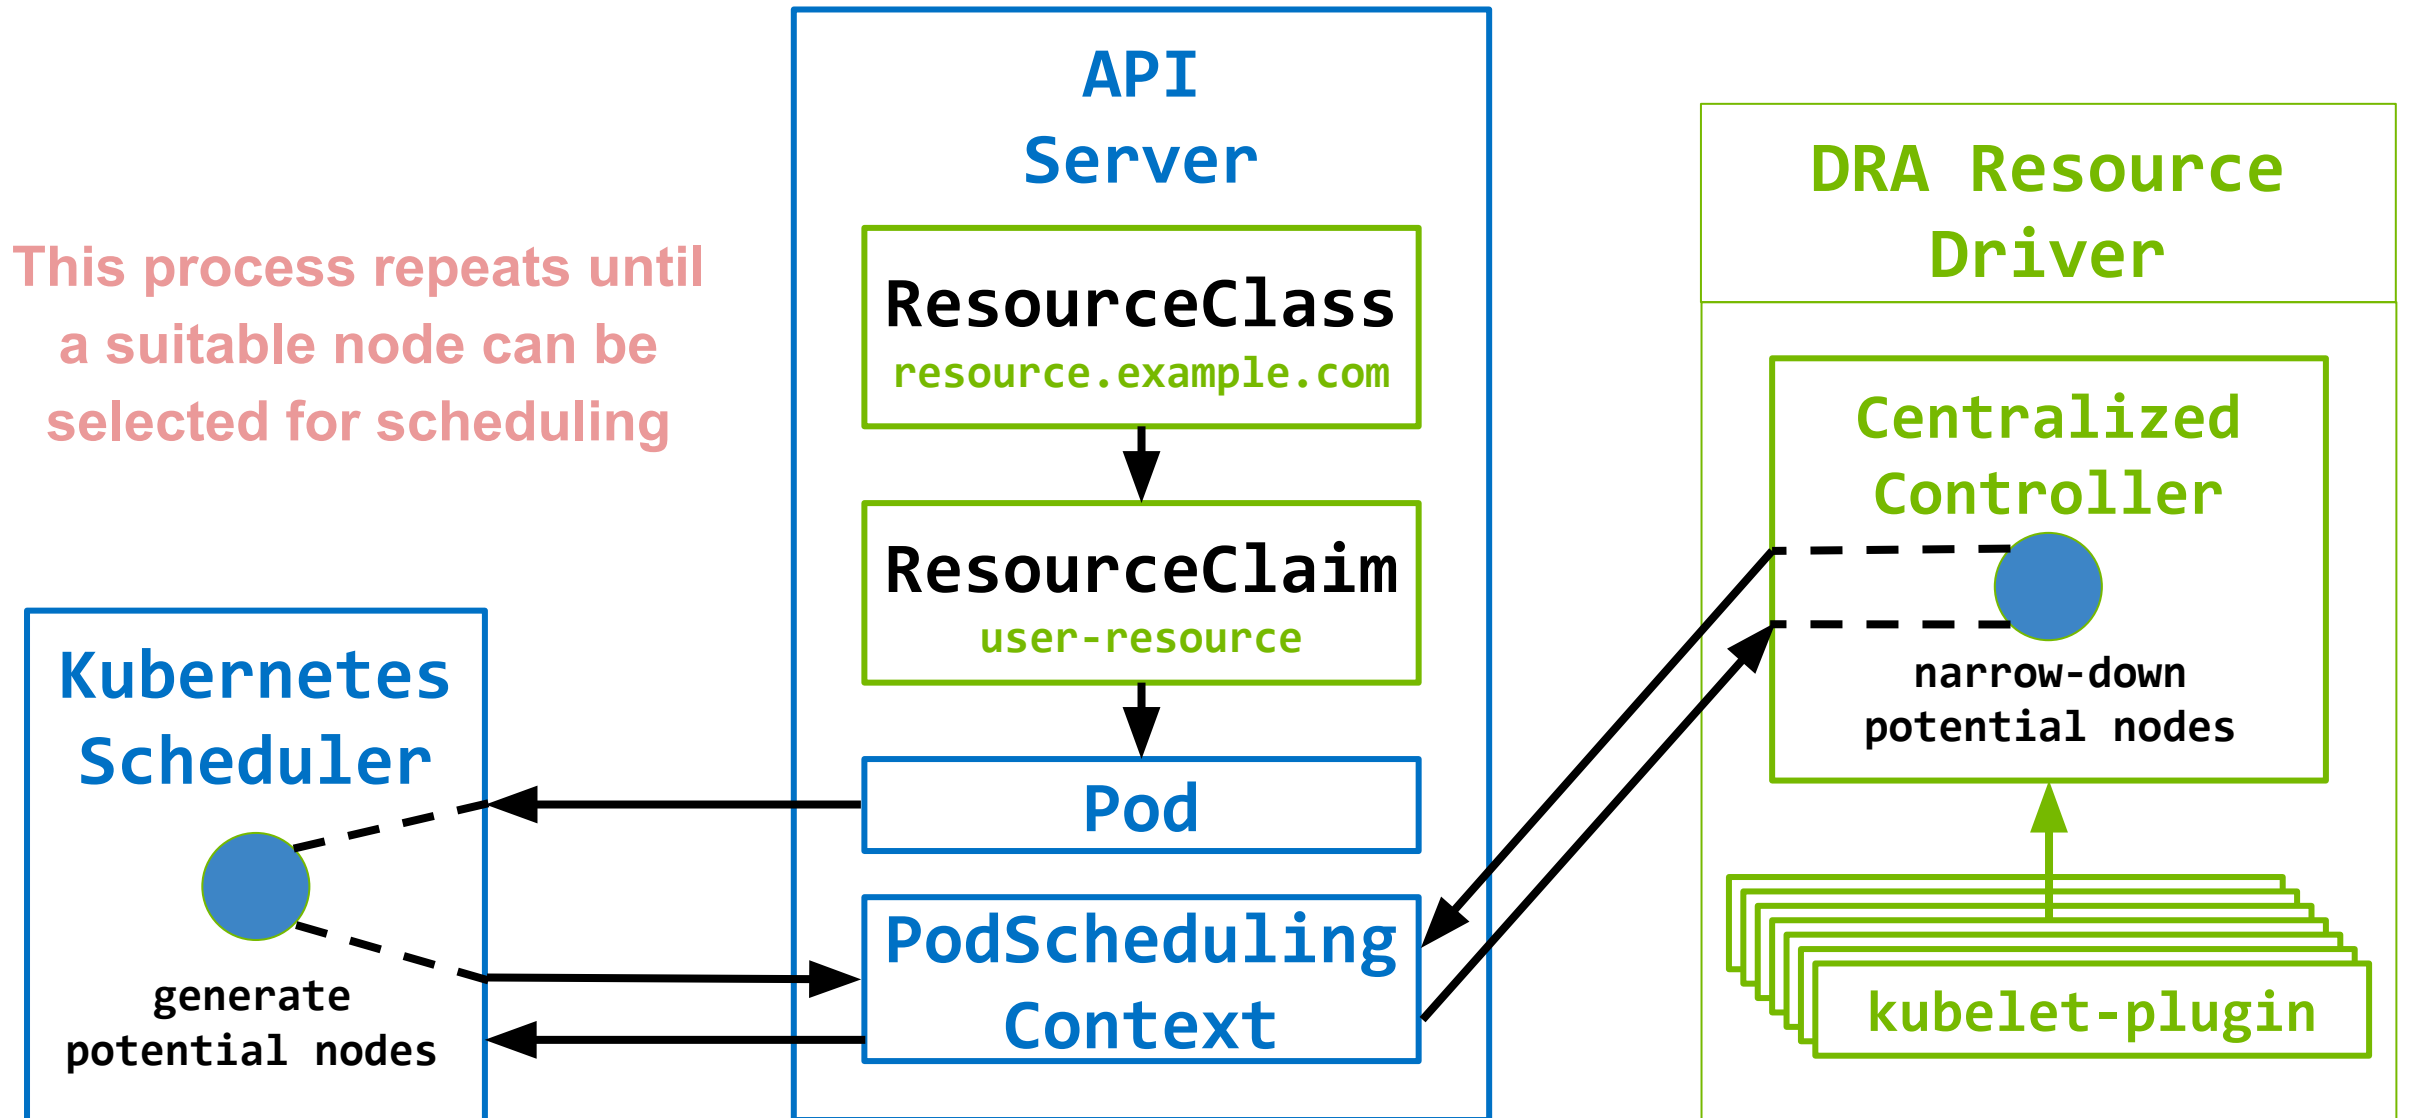 This process repeats until
a suitable node can be
selected for scheduling
Kubernetes
Scheduler
generate
potential nodes
API
Server
ResourceClass
resource.example.com
ResourceClaim
user-resource
Pod
PodScheduling
Context
DRA Resource
Driver
Centralized
Controller
narrow-down
potential nodes
kubelet-plugin